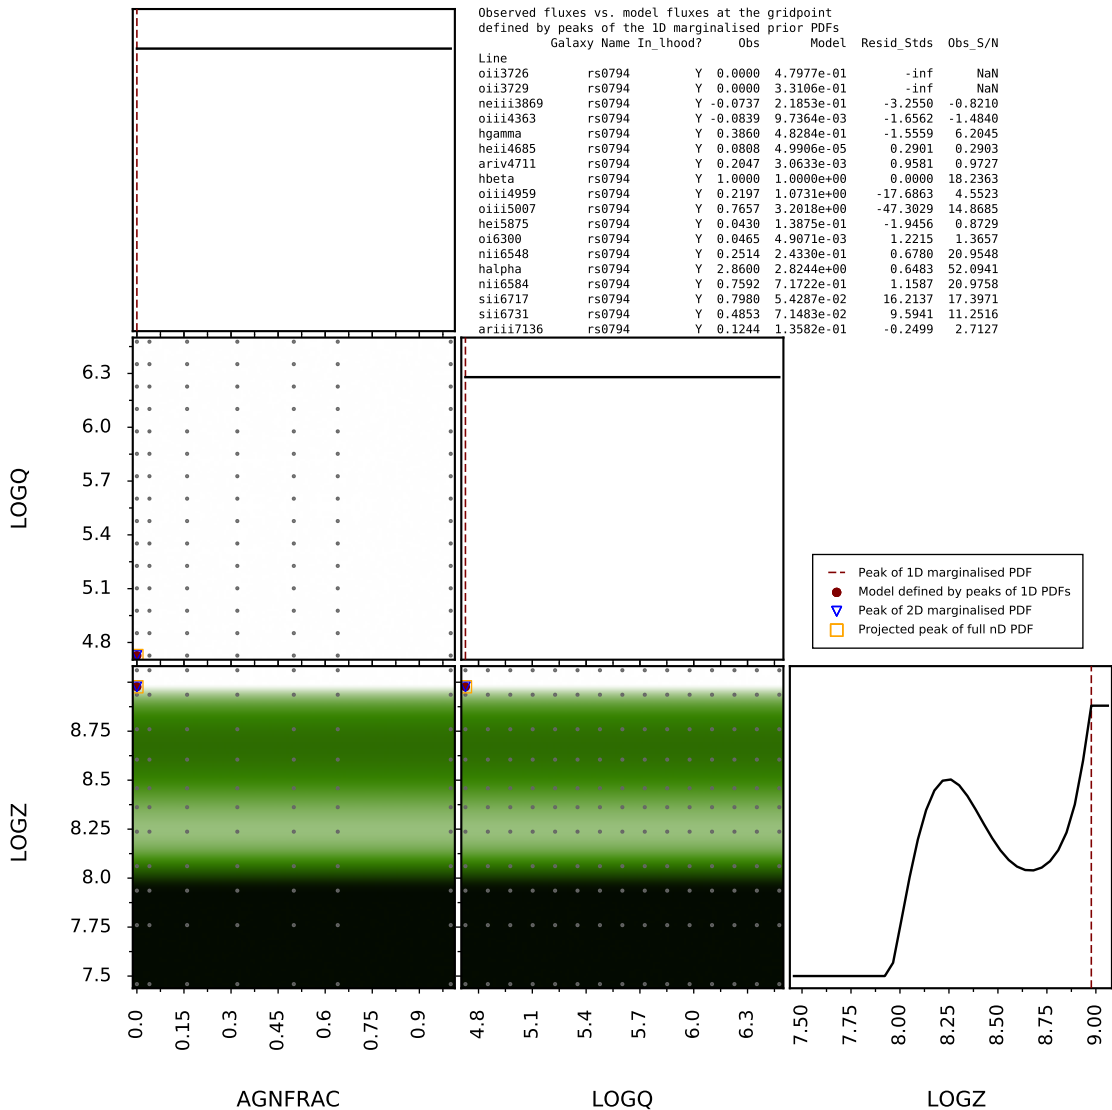 Observed fluxes vs. model fluxes at the gridpoint
defined by peaks of the 1D marginalised prior PDFs
Galaxy Name In_lhood? Obs Model Resid_Stds Obs_S/N
Line
oii3726 rs0794 Y 0.0000 4.7977e-01 -inf NaN
oii3729 rs0794 Y 0.0000 3.3106e-01 -inf NaN
neiii3869 rs0794 Y -0.0737 2.1853e-01 -3.2550 -0.8210
oiii4363 rs0794 Y -0.0839 9.7364e-03 -1.6562 -1.4840
hgamma rs0794 Y 0.3860 4.8284e-01 -1.5559 6.2045
heii4685 rs0794 Y 0.0808 4.9906e-05 0.2901 0.2903
ariv4711 rs0794 Y 0.2047 3.0633e-03 0.9581 0.9727
hbeta rs0794 Y 1.0000 1.0000e+00 0.0000 18.2363
oiii4959 rs0794 Y 0.2197 1.0731e+00 -17.6863 4.5523
oiii5007 rs0794 Y 0.7657 3.2018e+00 -47.3029 14.8685
hei5875 rs0794 Y 0.0430 1.3875e-01 -1.9456 0.8729
oi6300 rs0794 Y 0.0465 4.9071e-03 1.2215 1.3657
nii6548 rs0794 Y 0.2514 2.4330e-01 0.6780 20.9548
halpha rs0794 Y 2.8600 2.8244e+00 0.6483 52.0941
nii6584 rs0794 Y 0.7592 7.1722e-01 1.1587 20.9758
sii6717 rs0794 Y 0.7980 5.4287e-02 16.2137 17.3971
sii6731 rs0794 Y 0.4853 7.1483e-02 9.5941 11.2516
ariii7136 rs0794 Y 0.1244 1.3582e-01 -0.2499 2.7127
LOGQ
6.3
6.0
5.7
5.4
5.1
4.8
Peak of 1D marginalised PDF
Model defined by peaks of 1D PDFs
Peak of 2D marginalised PDF
Projected peak of full nD PDF
LOGZ
8.75
8.5
8.25
8.0
7.75
7.5
0.0 0.15 0.3 0.45 0.6 0.75 0.9
4.8 5.1 5.4 5.7 6.0 6.3
7.50 7.75 8.00 8.25 8.50 8.75 9.00
AGNFRAC
LOGQ
LOGZ